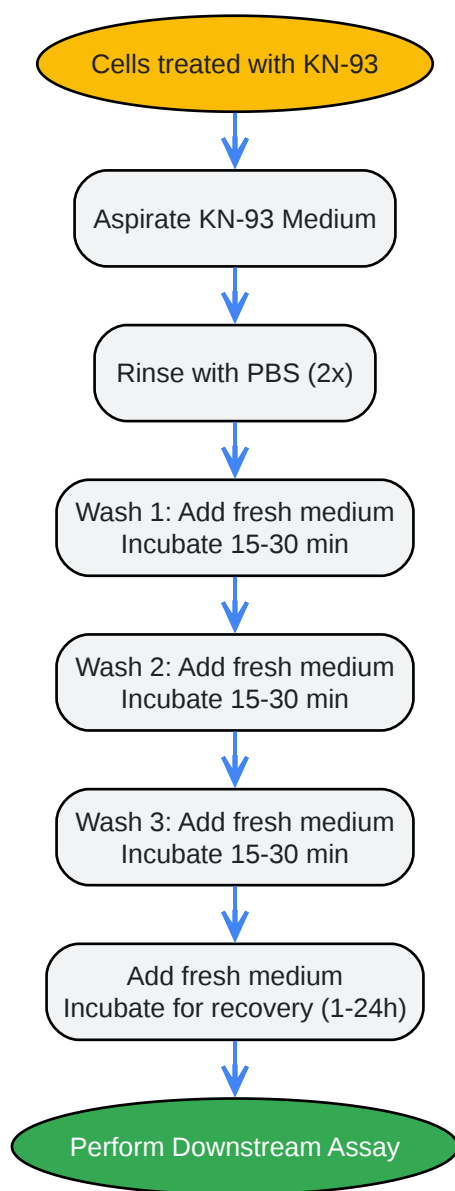 Cells treated with KN-93
Aspirate KN-93 Medium
Rinse with PBS (2x)
Wash 1: Add fresh medium
Incubate 15-30 min
Wash 2: Add fresh medium
Incubate 15-30 min
Wash 3: Add fresh medium
Incubate 15-30 min
Add fresh medium
Incubate for recovery (1-24h)
Perform Downstream Assay